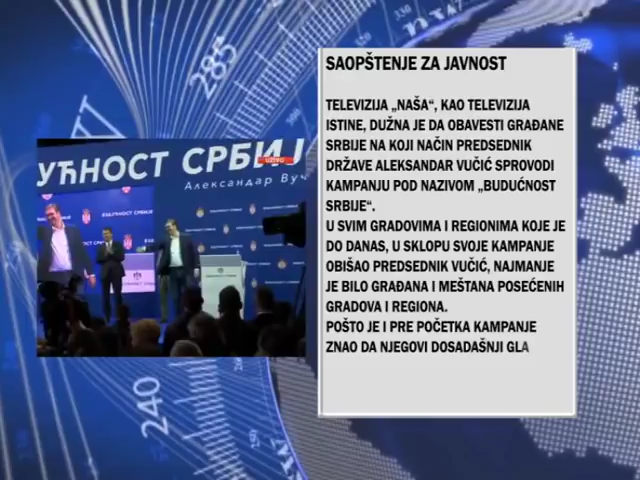 SAOPŠTENJE ZA JAVNOST
TELEVIZIJA „NAŠA“, KAO TELEVIZIJA
ISTINE, DUŽNA JE DA OBAVESTI GRAĐANE
SRBIJE NA KOJI NAČIN PREDSEDNIK
DRŽAVE ALEKSANDAR VUČIĆ SPROVODI
KAMPANJU POD NAZIVOM „BUDUĆNOST
SRBIJE“.
U SVIM GRADOVIMA I REGIONIMA KOJE JE
DO DANAS, U SKLOPU SVOJE KAMPANJE
OBIŠAO PREDSEDNIK VUČIĆ, NAJMANJE
JE BILO GRAĐANA I MEŠTANA POSEĆENIH
GRADOVA I REGIONA.
POŠTO JE I PRE POČETKA KAMPANJE
ZNAO DA NJEGOVI DOSADAŠNJI GLA
УЋНОСТ СРБИЈ
UŽIVO
Александар Вуч
285
240